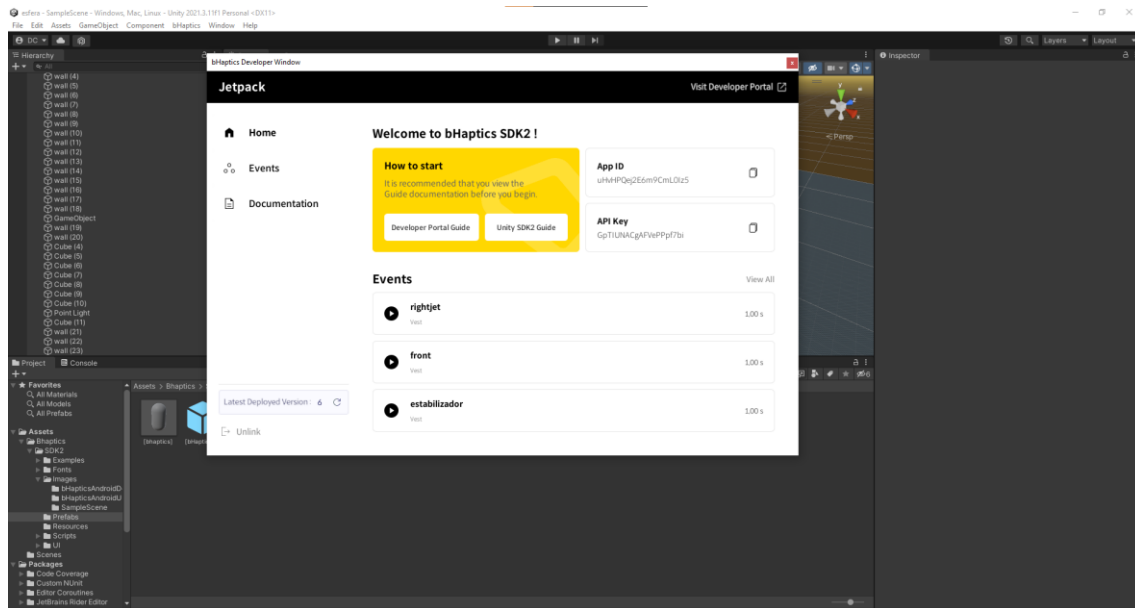 esfera - SampleScene - Windows, Mac, Linux - Unity 2021.3.11f1 Personal <DX11>
File Edit Assets GameObject Component bHaptics Window Help
DC Layers Layout
Hierarchy
All
wall (4)
wall (5)
wall (6)
wall (7)
wall (8)
wall (9)
wall (10)
wall (11)
wall (12)
wall (13)
wall (14)
wall (15)
wall (16)
wall (17)
wall (18)
GameObject
wall (19)
wall (20)
Cube (4)
Cube (5)
Cube (6)
Cube (7)
Cube (8)
Cube (9)
Cube (10)
Point Light
Cube (11)
wall (21)
wall (22)
wall (23)
bHaptics Developer Window
x
Jetpack
Visit Developer Portal
Home
Events
Documentation
Latest Deployed Version : 6
Unlink
Welcome to bHaptics SDK2 !
How to start
It is recommended that you view the
Guide documentation before you begin.
Developer Portal Guide
Unity SDK2 Guide
App ID
API Key
Events
View All
rightjet
Vest
1.00 s
front
Vest
1.00 s
estabilizador
Vest
1.00 s
y
Persp
Inspector
Project Console
Favorites
All Materials
All Models
All Prefabs
Assets
Bhaptics
SDK2
Examples
Fonts
Images
bHapticsAndroidD
bHapticsAndroidU
SampleScene
Prefabs
Resources
Scripts
UI
Scenes
Packages
Code Coverage
Custom NUnit
Editor Coroutines
JetBrains Rider Editor
Assets > Bhaptics >
[bHaptics]
6